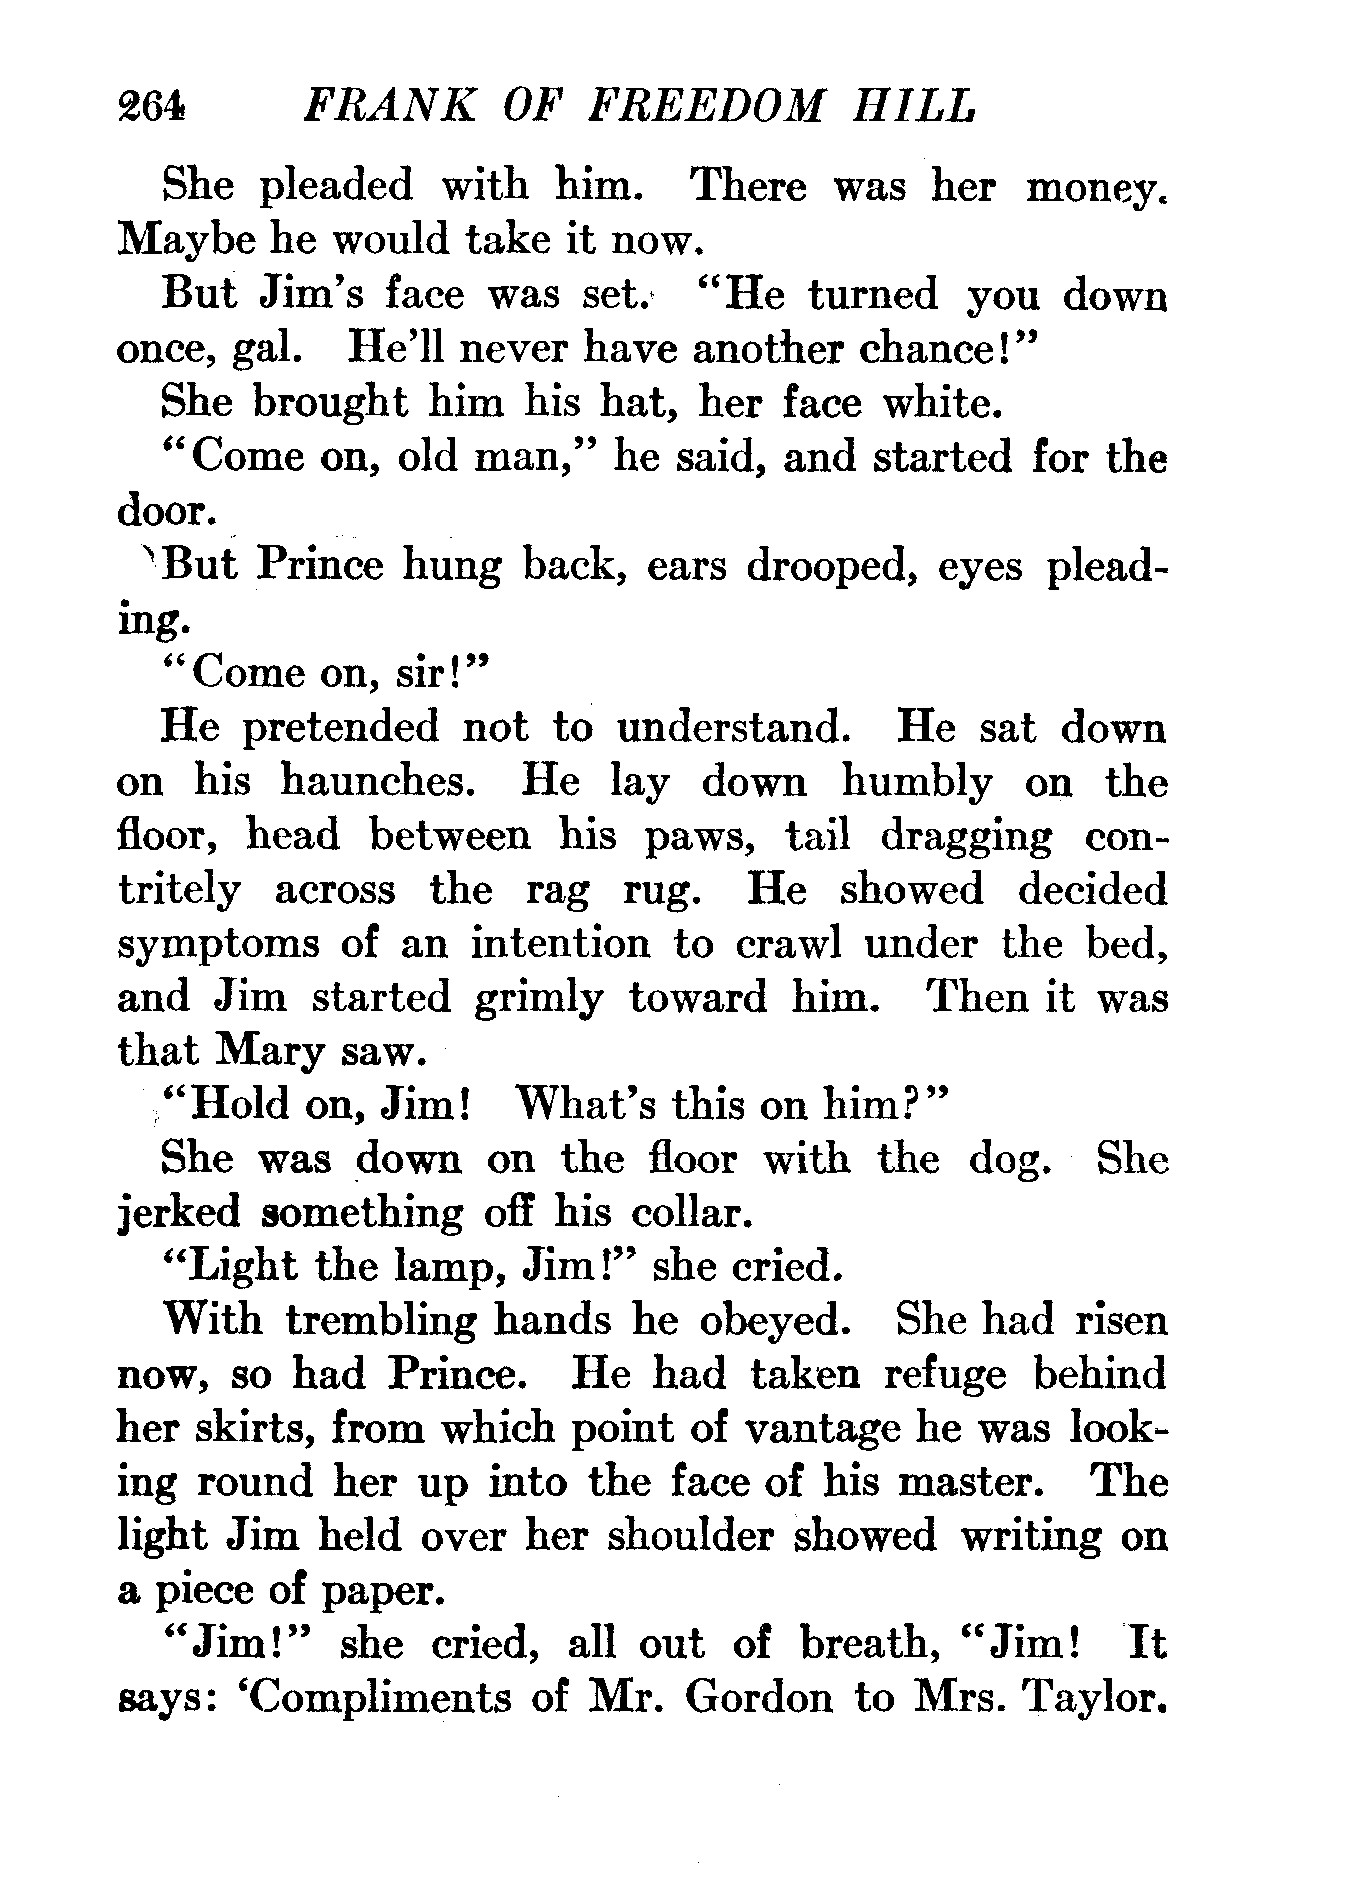 264 FRANK OF FREEDOM HILL
She pleaded with him. There was her money.
Maybe he would take it now.
But Jim's face was set. “He turned you down
once, gal. He'll never have another chance!”
She brought him his hat, her face white.
“Come on, old man,” he said, and started for the
door.
But Prince hung back, ears drooped, eyes plead-
ing.
“Come on, sir!”
He pretended not to understand. He sat down
on his haunches. He lay down humbly on the
floor, head between his paws, tail dragging con-
tritely across the rag rug. He showed decided
symptoms of an intention to crawl under the bed,
and Jim started grimly toward him. Then it was
that Mary saw.
“Hold on, Jim! What's this on him?”
She was down on the floor with the dog. She
jerked something off his collar.
“Light the lamp, Jim!” she cried.
With trembling hands he obeyed. She had risen
now, so had Prince. He had taken refuge behind
her skirts, from which point of vantage he was look-
ing round her up into the face of his master. The
light Jim held over her shoulder showed writing on
a piece of paper.
“Jim!” she cried, all out of breath, “Jim! It
says: ‘Compliments of Mr. Gordon to Mrs. Taylor.